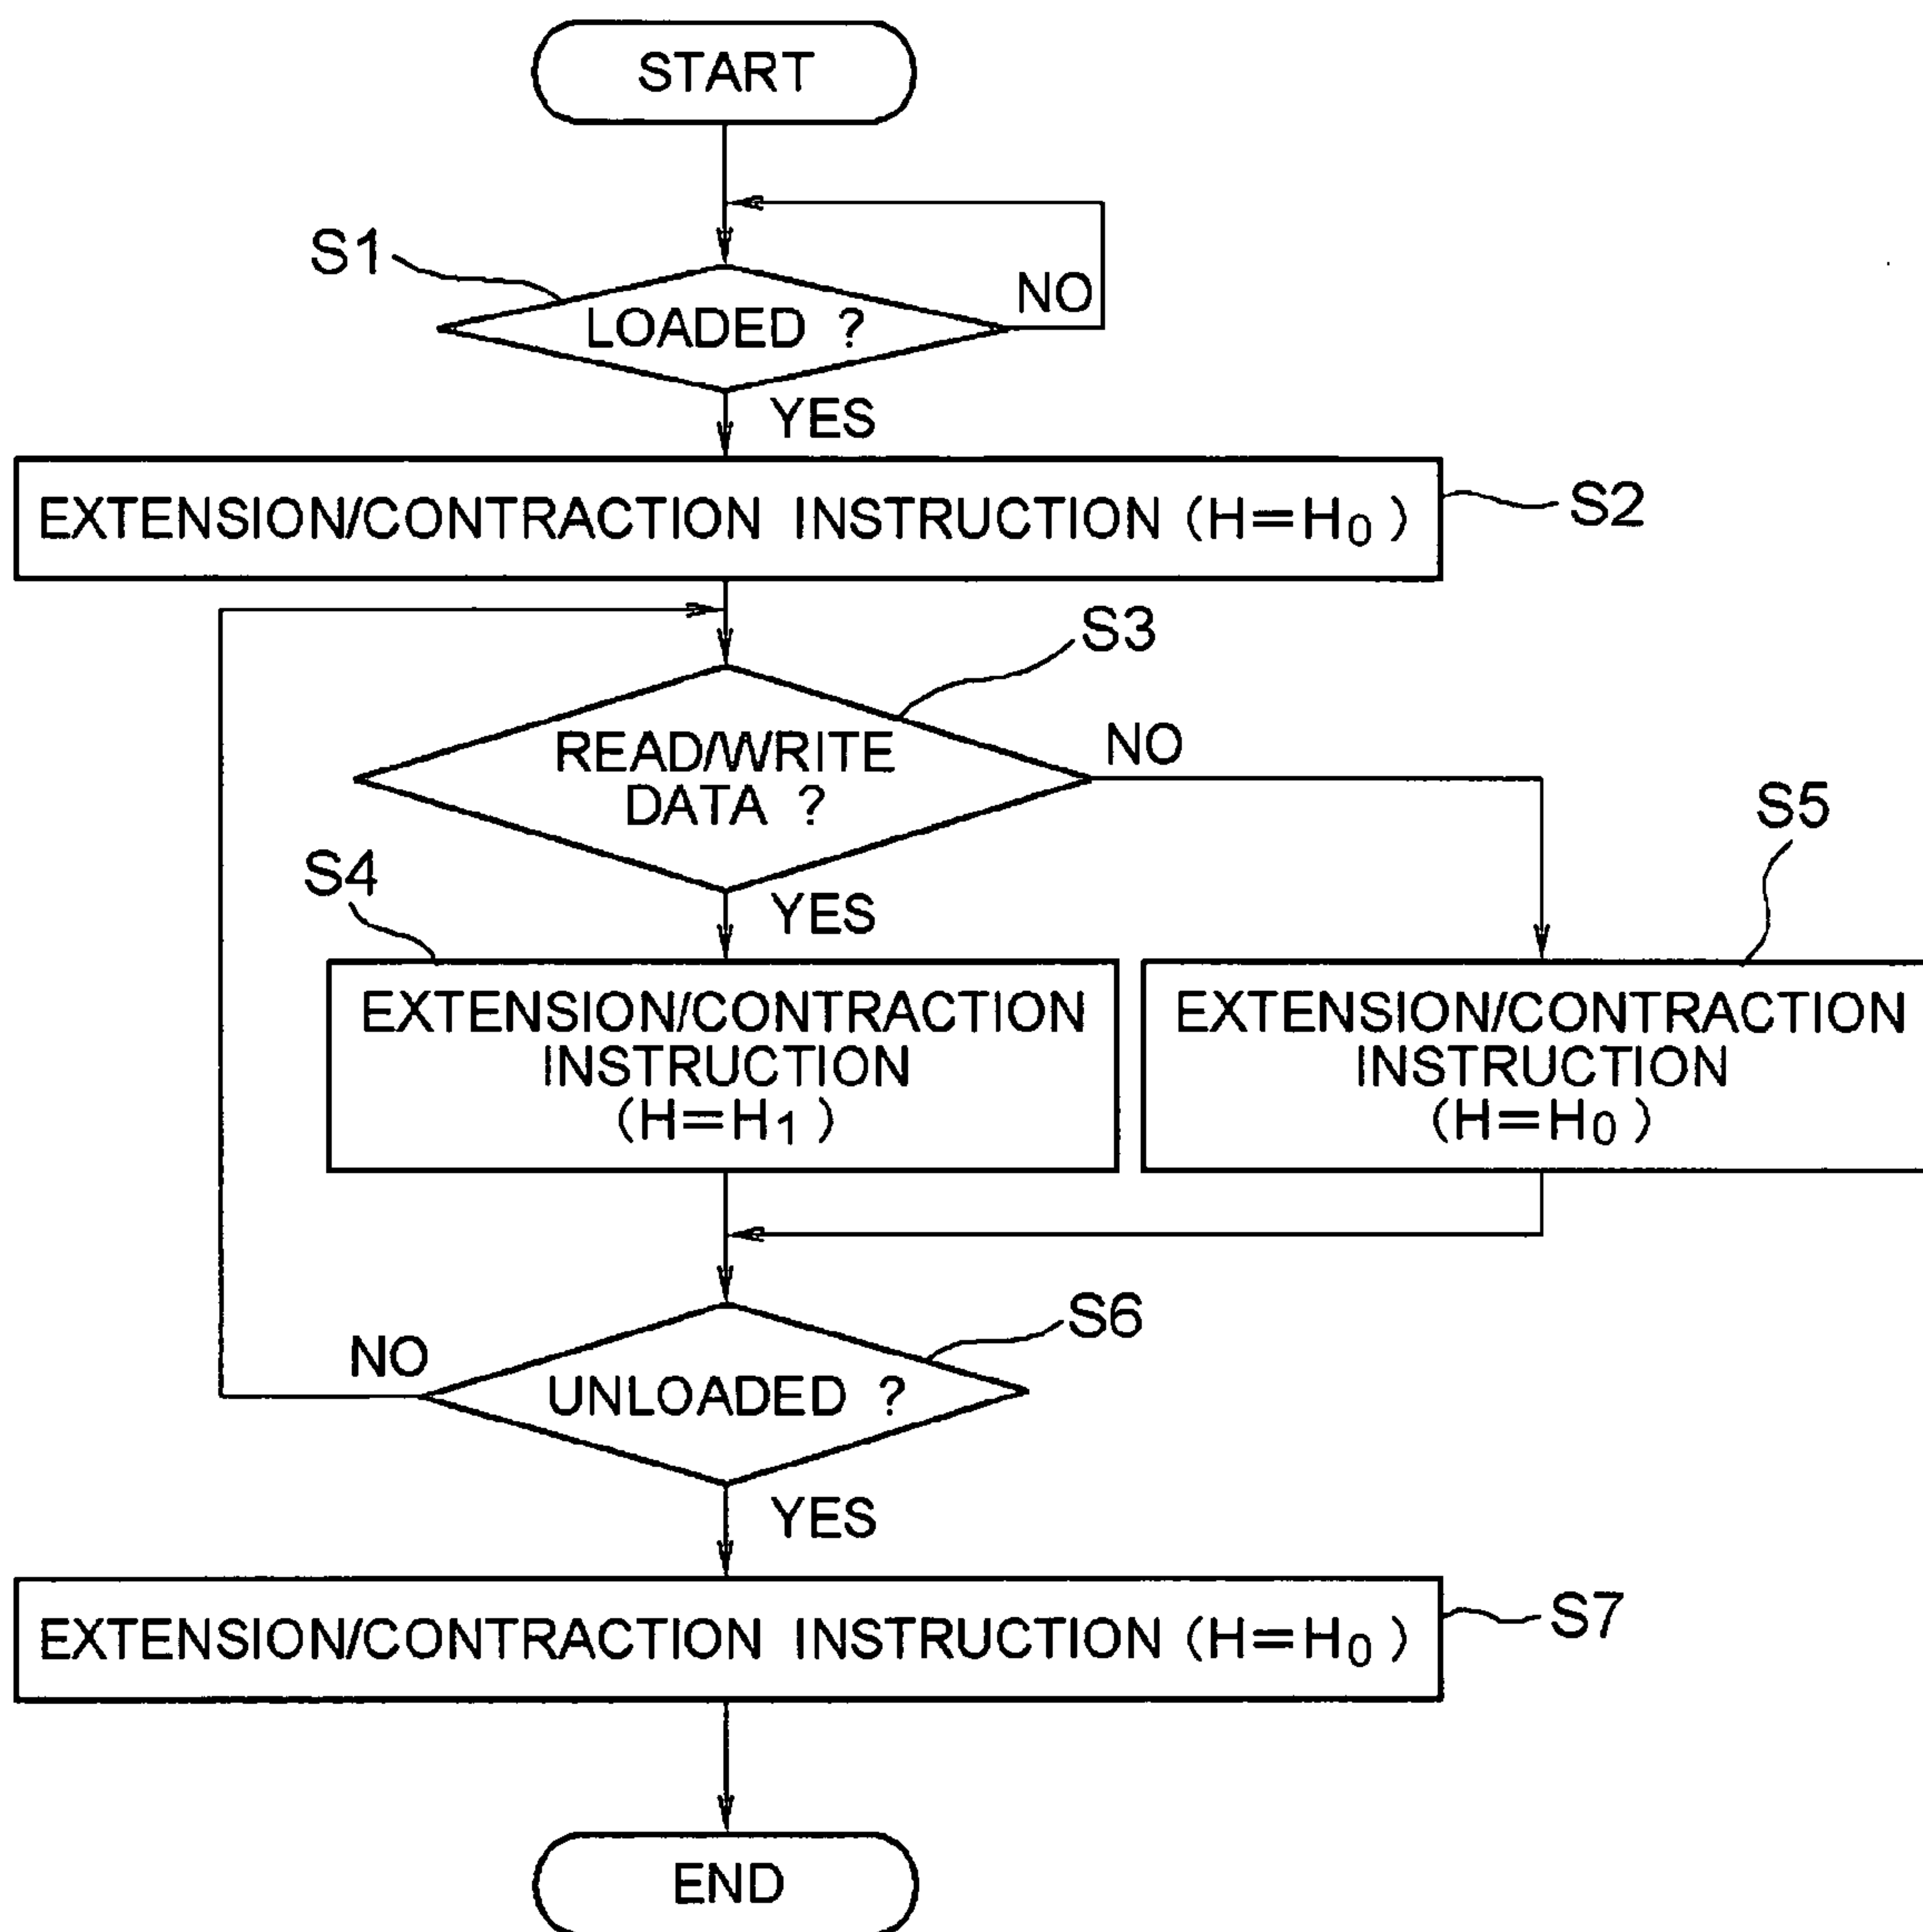 START
S1
NO
LOADED ?
YES
EXTENSION/CONTRACTION INSTRUCTION (H=H₀)
S2
S3
READ/WRITE
DATA ?
NO
S5
S4
YES
EXTENSION/CONTRACTION
INSTRUCTION
(H=H₁)
EXTENSION/CONTRACTION
INSTRUCTION
(H=H₀)
S6
NO
UNLOADED ?
YES
EXTENSION/CONTRACTION INSTRUCTION (H=H₀)
S7
END